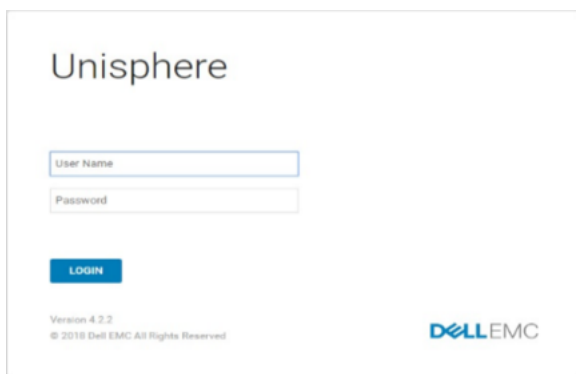 Unisphere
User Name
Password
LOGIN
Version 4.2.2
© 2018 Dell EMC All Rights Reserved
DELLEMC